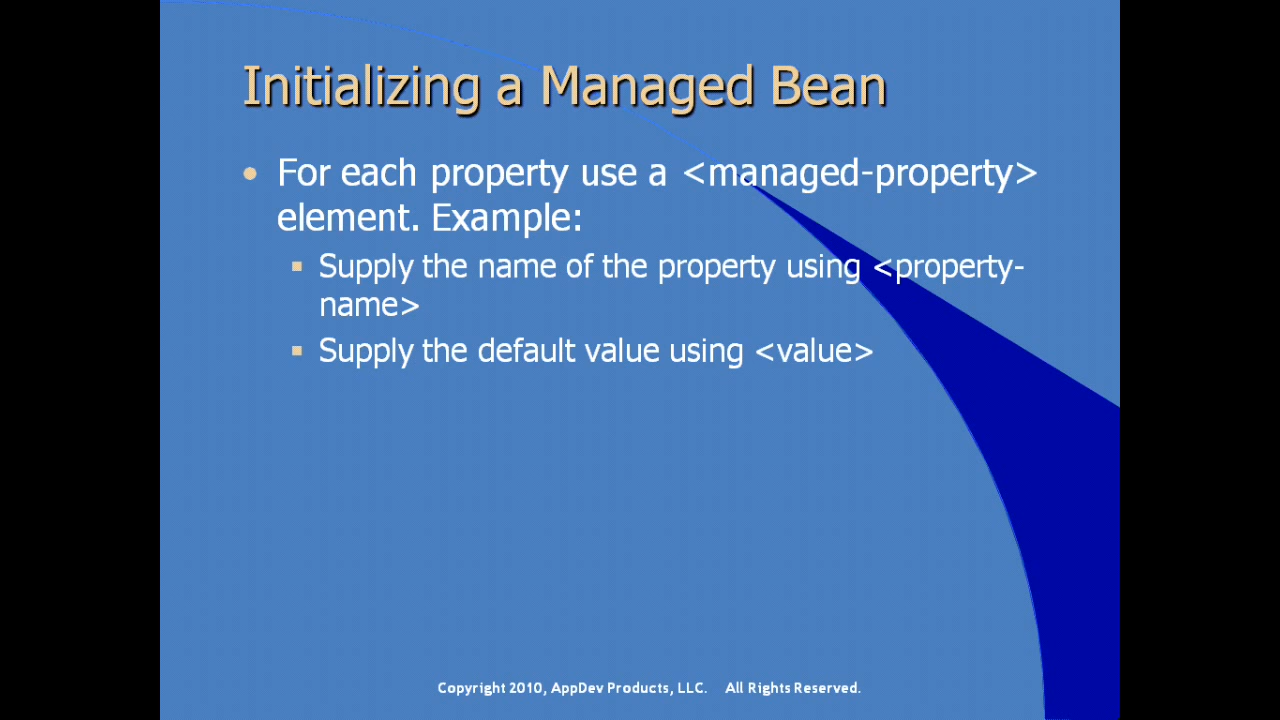 Initializing a Managed Bean
• For each property use a <managed-property>
element. Example:
▪ Supply the name of the property using <property-
name>
▪ Supply the default value using <value>
Copyright 2010, AppDev Products, LLC. All Rights Reserved.